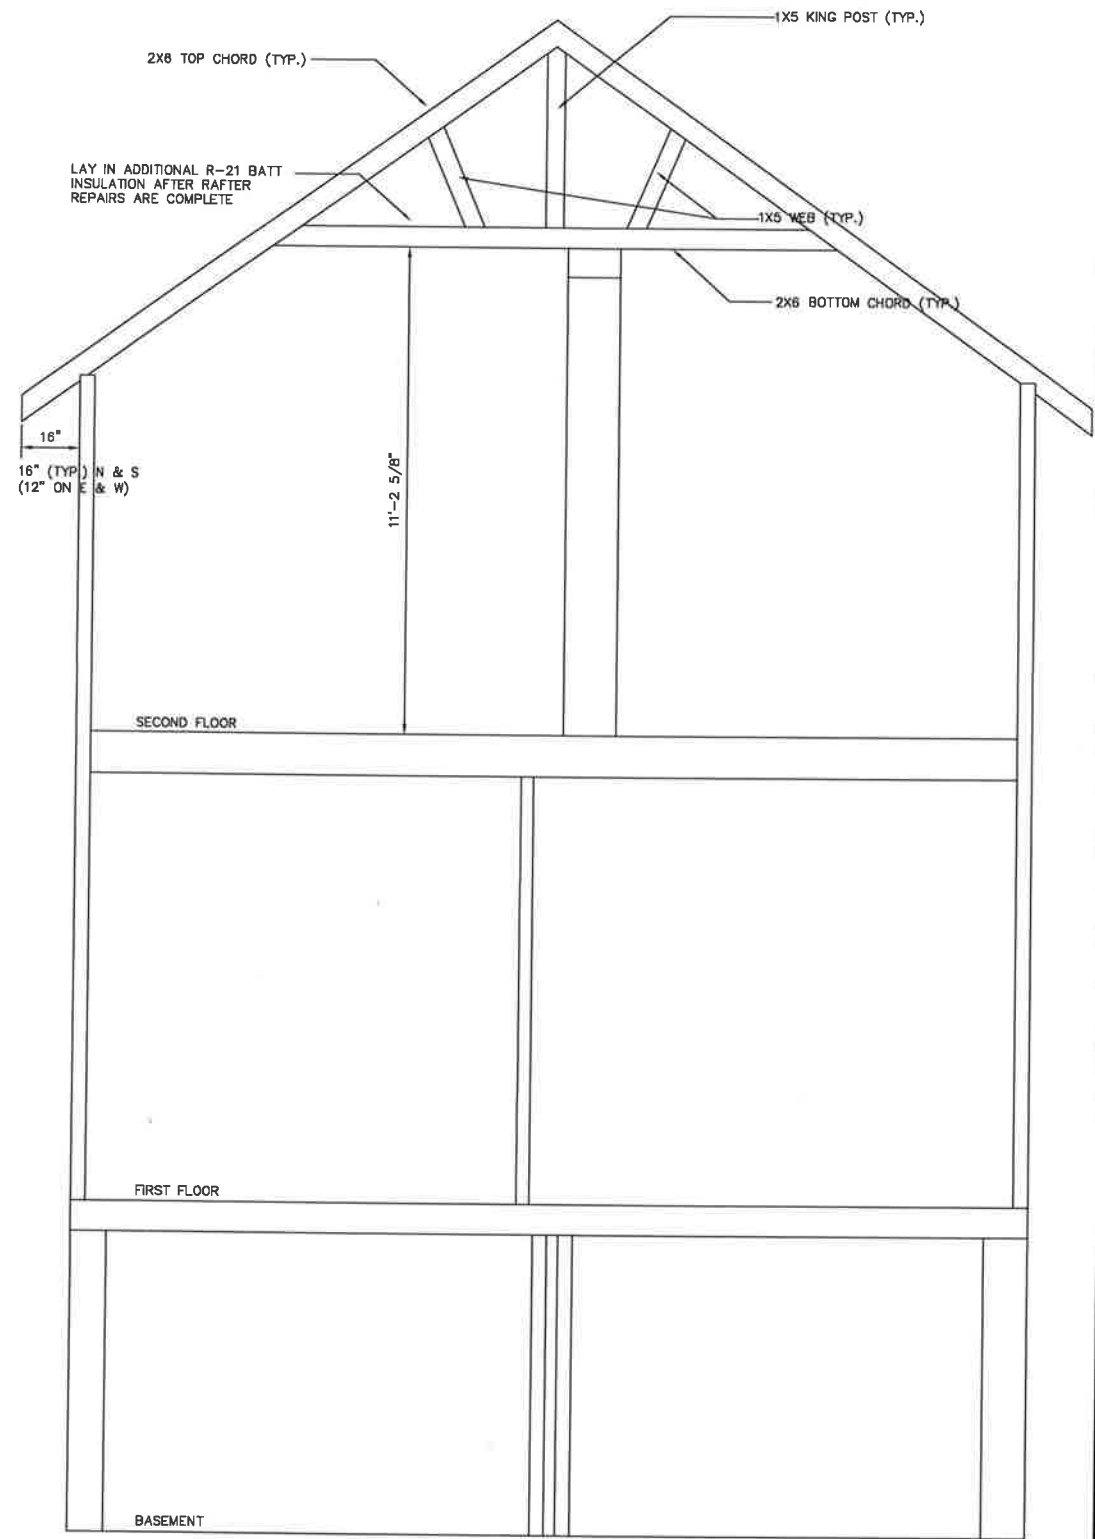 1X5 KING POST (TYP.)
2X6 TOP CHORD (TYP.)
LAY IN ADDITIONAL R-21 BATT
INSULATION AFTER RAFTER
REPAIRS ARE COMPLETE
1X5 WEB (TYP.)
2X6 BOTTOM CHORD (TYP.)
16"
16" (TYP.) N & S
(12" ON E & W)
11'-2 5/8"
SECOND FLOOR
FIRST FLOOR
BASEMENT